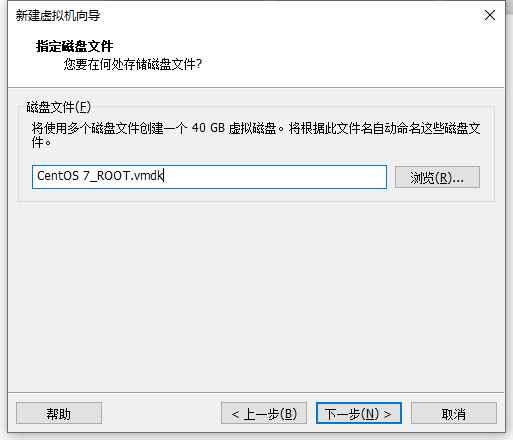 新建虚拟机向导
指定磁盘文件
您要在何处存储磁盘文件?
磁盘文件(F)
将使用多个磁盘文件创建一个 40 GB 虚拟磁盘。将根据此文件名自动命名这些磁盘文
件。
CentOS 7_ROOT.vmdk
浏览(R)...
帮助
< 上一步(B)
下一步(N) >
取消